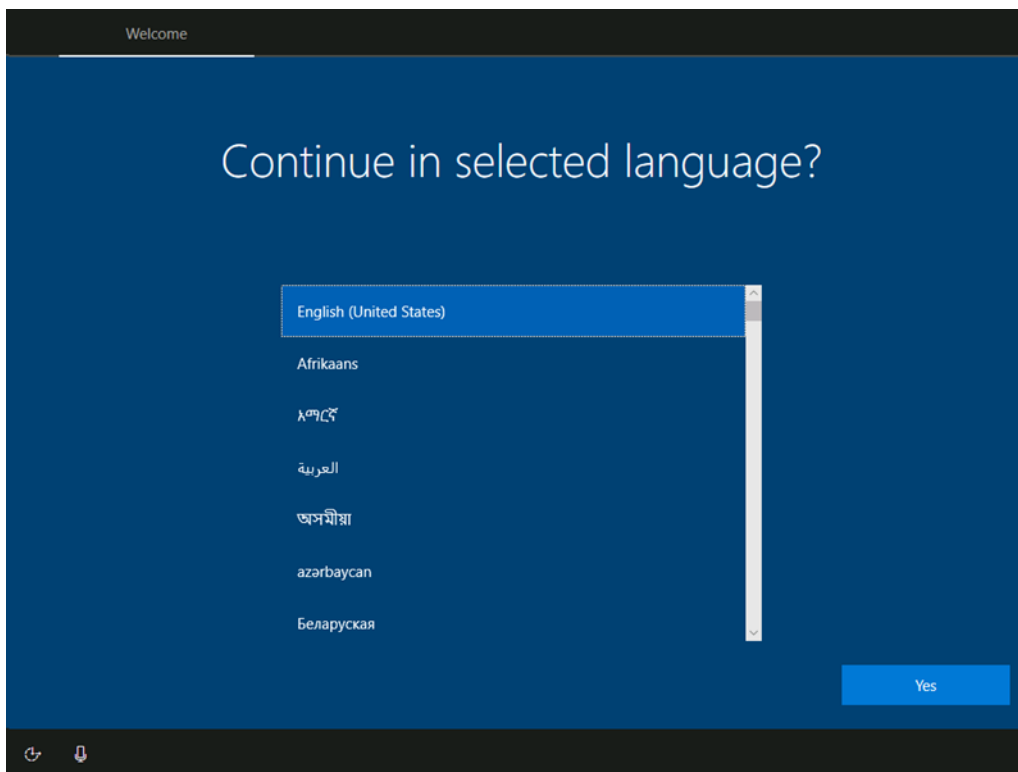 Welcome
Continue in selected language?
English (United States)
Afrikaans
አማርኛ
العربية
অসমীয়া
azərbaycan
Беларуская
Yes